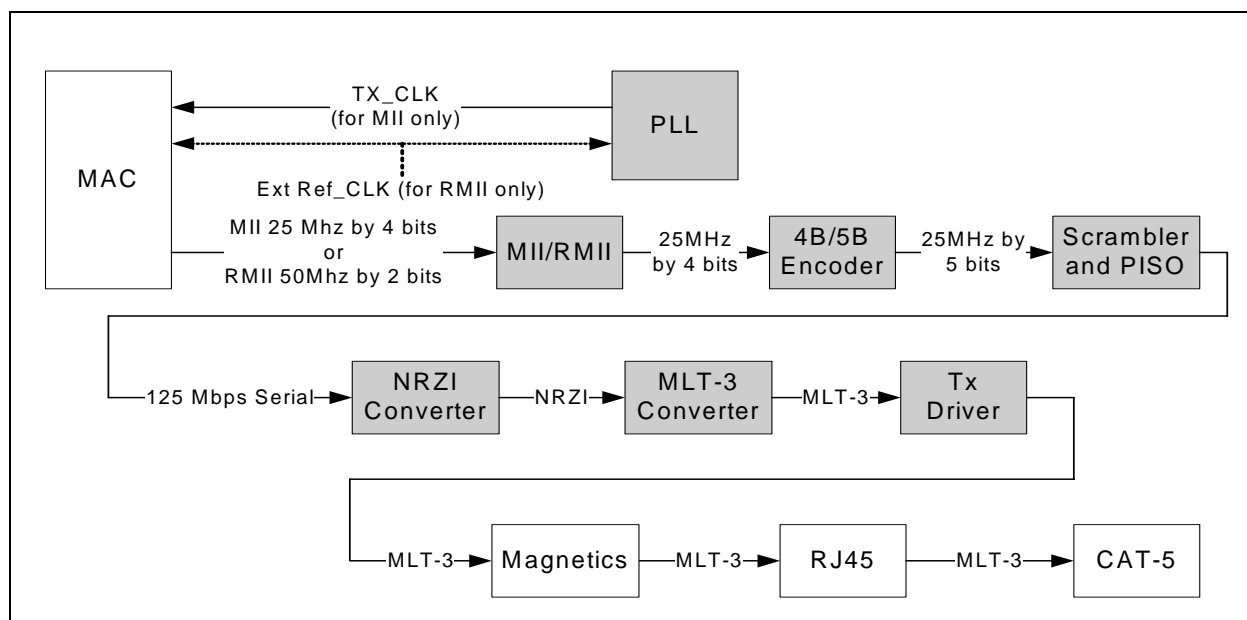 TX_CLK
(for MII only)
PLL
MAC
Ext Ref_CLK (for RMII only)
MII 25 Mhz by 4 bits
or
RMII 50Mhz by 2 bits
MII/RMII
25MHz
by 4 bits
4B/5B
Encoder
25MHz by
5 bits
Scrambler
and PISO
125 Mbps Serial
NRZI
Converter
NRZI
MLT-3
Converter
MLT-3
Tx
Driver
MLT-3
Magnetics
MLT-3
RJ45
MLT-3
CAT-5